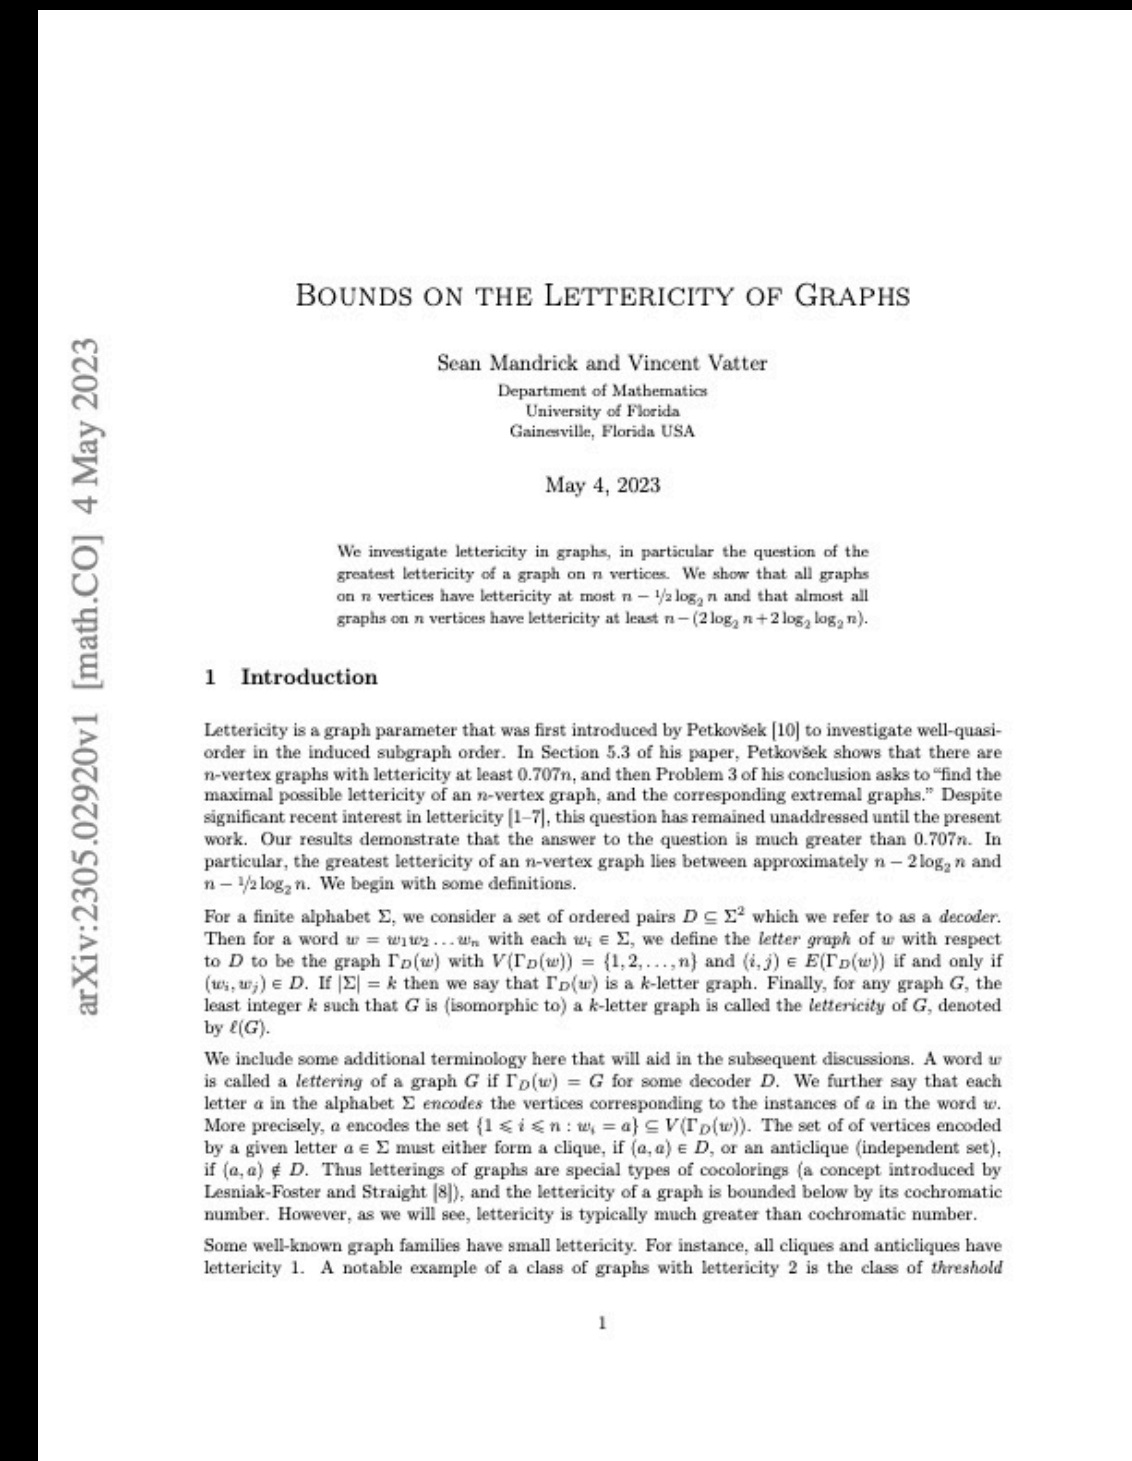 arXiv:2305.02920v1 [math.CO] 4 May 2023
BOUNDS ON THE LETTERICITY OF GRAPHS
Sean Mandrick and Vincent Vatter
Department of Mathematics
University of Florida
Gainesville, Florida USA
May 4, 2023
We investigate lettericity in graphs, in particular the question of the
greatest lettericity of a graph on n vertices. We show that all graphs
on n vertices have lettericity at most n − 1/2 log₂ n and that almost all
graphs on n vertices have lettericity at least n − (2 log₂ n + 2 log₂ log₂ n).
1 Introduction
Lettericity is a graph parameter that was first introduced by Petkovšek [10] to investigate well-quasi-
order in the induced subgraph order. In Section 5.3 of his paper, Petkovšek shows that there are
n-vertex graphs with lettericity at least 0.707n, and then Problem 3 of his conclusion asks to “find the
maximal possible lettericity of an n-vertex graph, and the corresponding extremal graphs.” Despite
significant recent interest in lettericity [1–7], this question has remained unaddressed until the present
work. Our results demonstrate that the answer to the question is much greater than 0.707n. In
particular, the greatest lettericity of an n-vertex graph lies between approximately n − 2 log₂ n and
n − 1/2 log₂ n. We begin with some definitions.
For a finite alphabet Σ, we consider a set of ordered pairs D ⊆ Σ² which we refer to as a decoder.
Then for a word w = w₁w₂ . . . wₙ with each wᵢ ∈ Σ, we define the letter graph of w with respect
to D to be the graph Γ_D(w) with V(Γ_D(w)) = {1, 2, . . . , n} and (i, j) ∈ E(Γ_D(w)) if and only if
(wᵢ, wⱼ) ∈ D. If |Σ| = k then we say that Γ_D(w) is a k-letter graph. Finally, for any graph G, the
least integer k such that G is (isomorphic to) a k-letter graph is called the lettericity of G, denoted
by ℓ(G).
We include some additional terminology here that will aid in the subsequent discussions. A word w
is called a lettering of a graph G if Γ_D(w) = G for some decoder D. We further say that each
letter a in the alphabet Σ encodes the vertices corresponding to the instances of a in the word w.
More precisely, a encodes the set {1 ⩽ i ⩽ n : wᵢ = a} ⊆ V(Γ_D(w)). The set of of vertices encoded
by a given letter a ∈ Σ must either form a clique, if (a, a) ∈ D, or an anticlique (independent set),
if (a, a) ∉ D. Thus letterings of graphs are special types of cocolorings (a concept introduced by
Lesniak-Foster and Straight [8]), and the lettericity of a graph is bounded below by its cochromatic
number. However, as we will see, lettericity is typically much greater than cochromatic number.
Some well-known graph families have small lettericity. For instance, all cliques and anticliques have
lettericity 1. A notable example of a class of graphs with lettericity 2 is the class of threshold
1